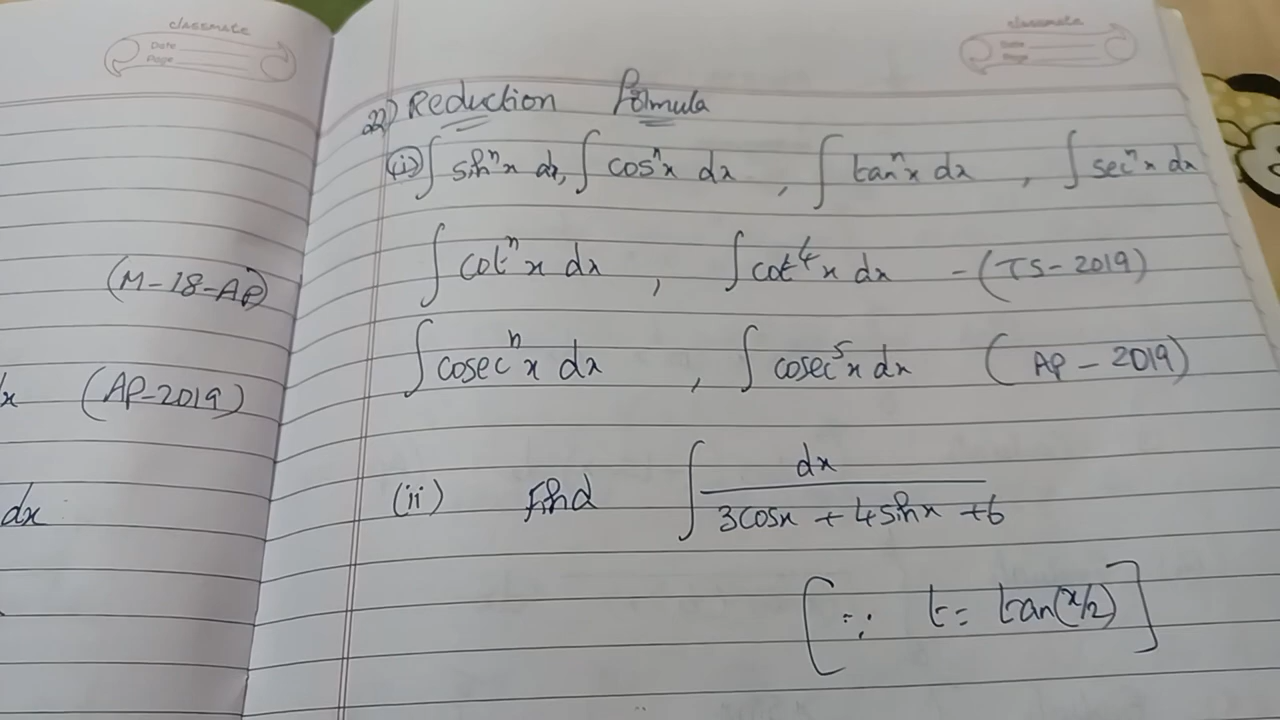 classmate
Date
Page
(M-18-AP)
x (AP-2019)
dx
classmate
Date
Page
22) Reduction Formula
(i) ∫ sinⁿx dx, ∫ cosⁿx dx , ∫ tanⁿx dx , ∫ secⁿx dx
∫ cotⁿx dx , ∫ cot⁴x dx - (TS-2019)
∫ cosecⁿx dx , ∫ cosec⁵x dx (AP-2019)
(ii) Find ∫ dx / 3cosx + 4sinx + 6
[∵ t = tan(x/2)]